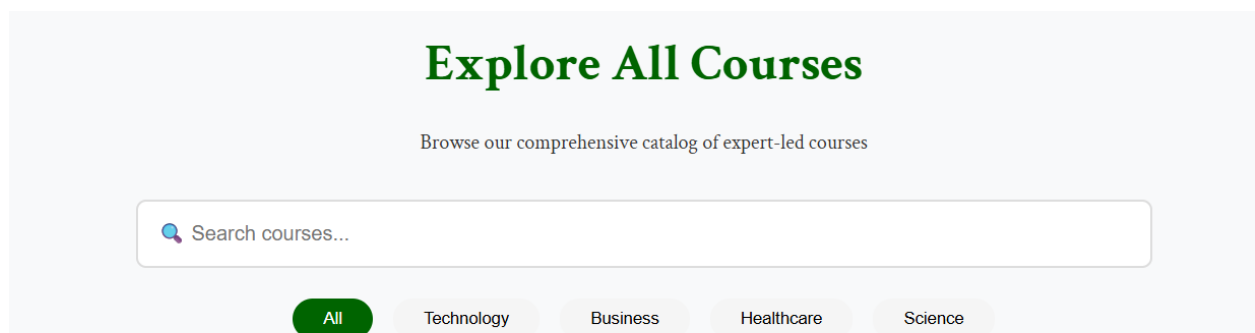 Explore All Courses
Browse our comprehensive catalog of expert-led courses
🔍 Search courses...
All Technology Business Healthcare Science